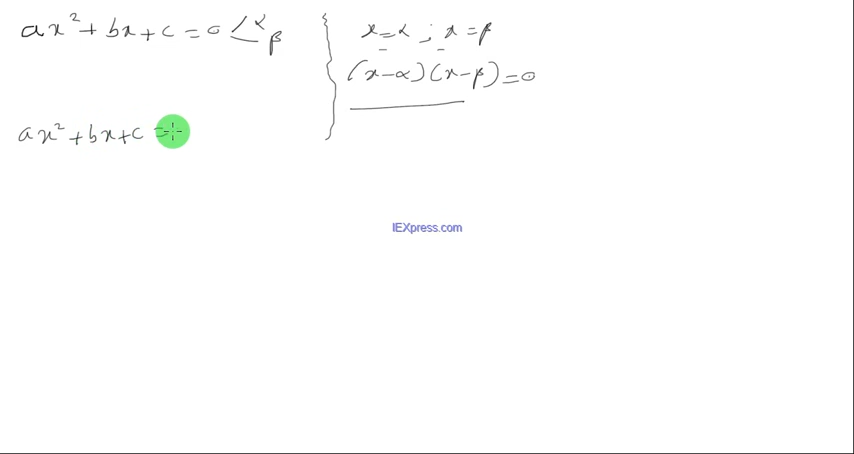 ax² + bx + c = 0 < α β
x = α ; x = β
(x-α)(x-β) = 0
ax² + bx + c =
IEXpress.com